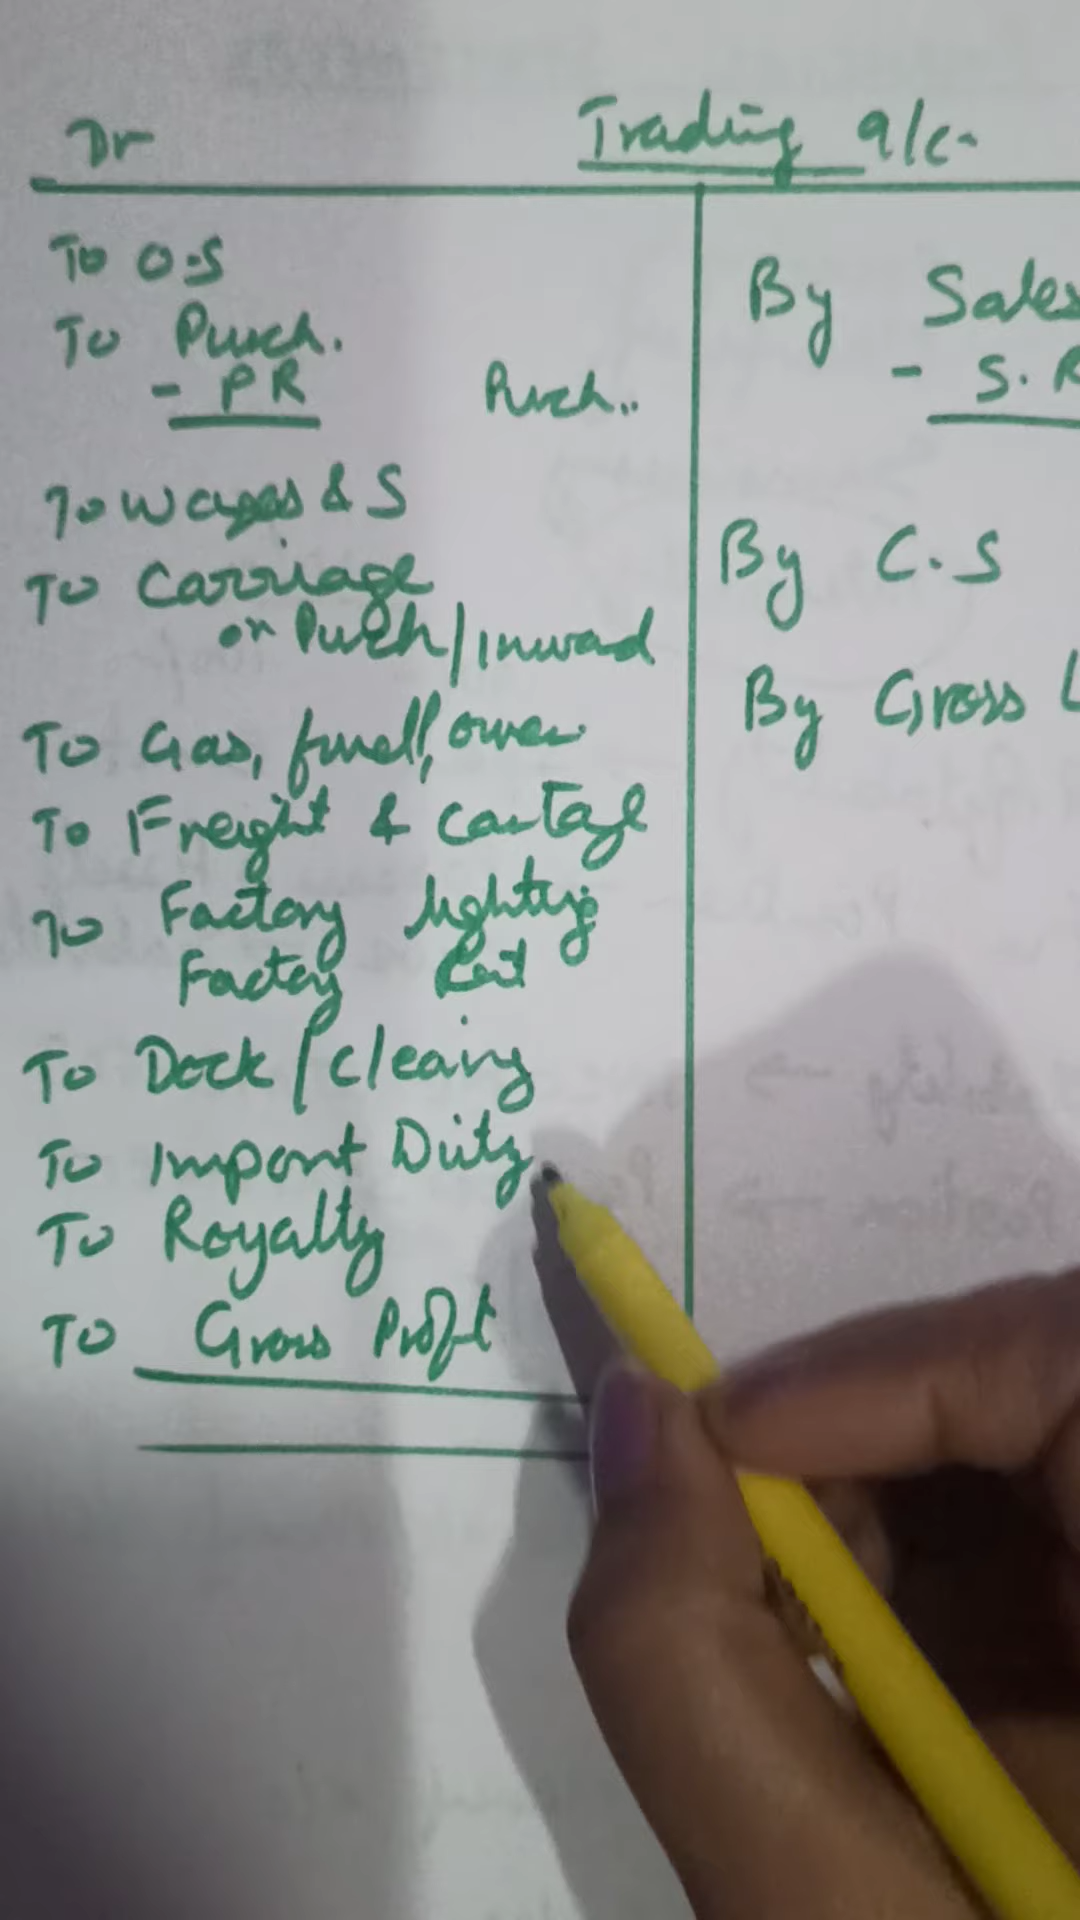 Dr
Trading a/c.
To O.S
To Purch.
- PR
Purch..
To Wages & S
To Carriage
on Purch/Inward
To Gas, fuell,
To Freight & Cartage
To Factory lighting
Factory Rent
To Dock/Clearing
To Import Duty
To Royalty
To Gross Profit
By Sales
- S.R
By C.S
By Gross L